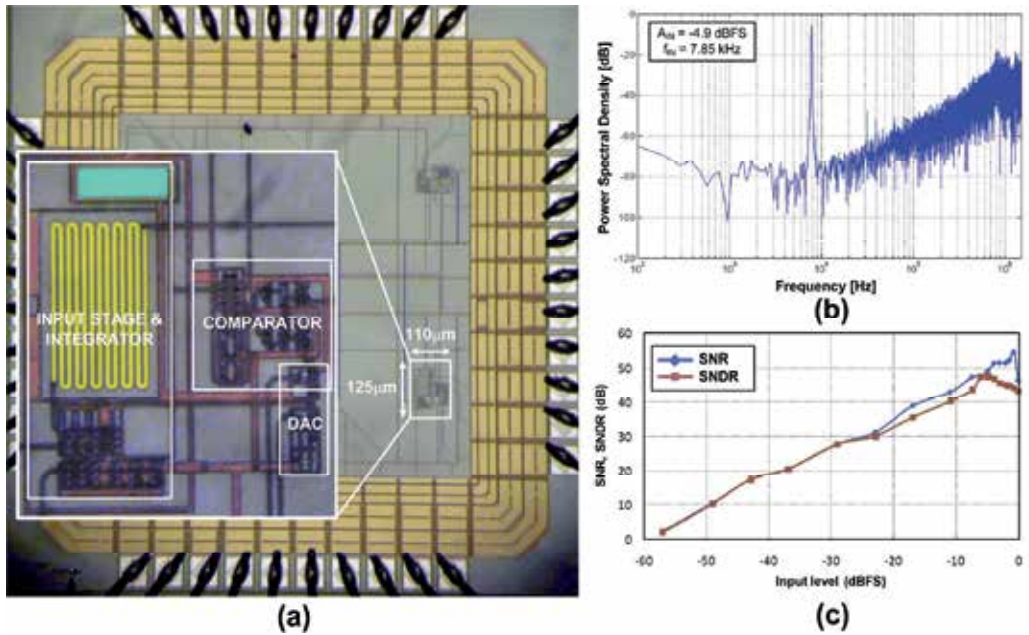 INPUT STAGE &
INTEGRATOR
COMPARATOR
DAC
110μm
125μm
(a)
A_IN = -4.9 dBFS
f_IN = 7.85 kHz
Power Spectral Density [dB]
0
-20
-40
-60
-80
-100
-120
Frequency [Hz]
(b)
SNR
SNDR
SNR, SNDR (dB)
60
50
40
30
20
10
0
-60 -50 -40 -30 -20 -10 0
Input level (dBFS)
(c)